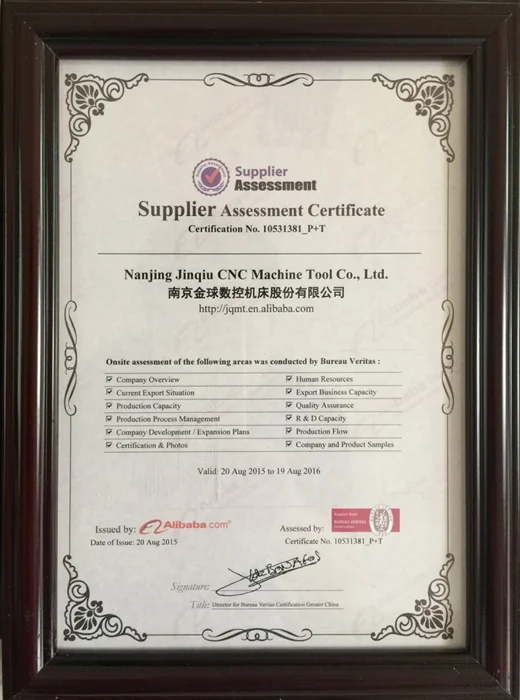 Supplier
Assessment
Supplier Assessment Certificate
Certification No. 10531381_P+T
Nanjing Jinqiu CNC Machine Tool Co., Ltd.
南京金球数控机床股份有限公司
http://jqmt.en.alibaba.com
Onsite assessment of the following areas was conducted by Bureau Veritas :
Company Overview
Human Resources
Current Export Situation
Export Business Capacity
Production Capacity
Quality Assurance
Production Process Management
R & D Capacity
Company Development / Expansion Plans
Production Flow
Certification & Photos
Company and Product Samples
Valid: 20 Aug 2015 to 19 Aug 2016
Issued by: Alibaba.com
Assessed by:
BUREAU VERITAS
Date of Issue: 20 Aug 2015
Certificate No. 10531381_P+T
Signature:
Title: Director for Bureau Veritas Certification Greater China